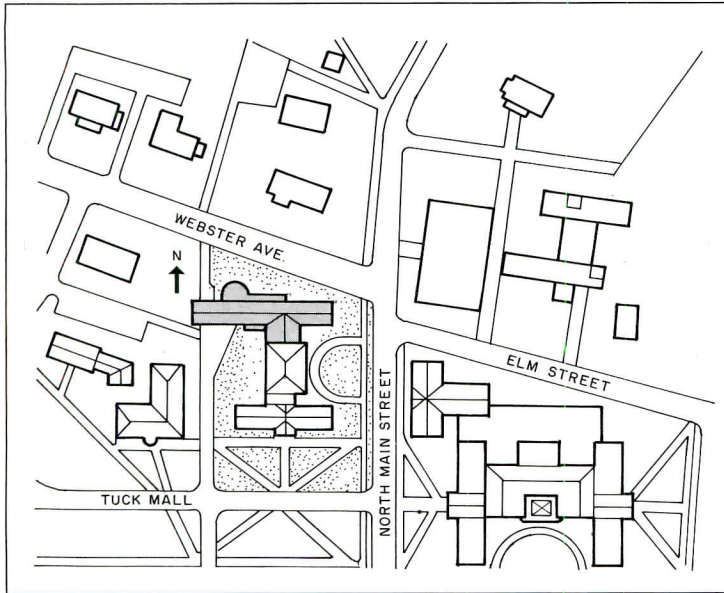 WEBSTER AVE.
N
ELM STREET
NORTH MAIN STREET
TUCK MALL